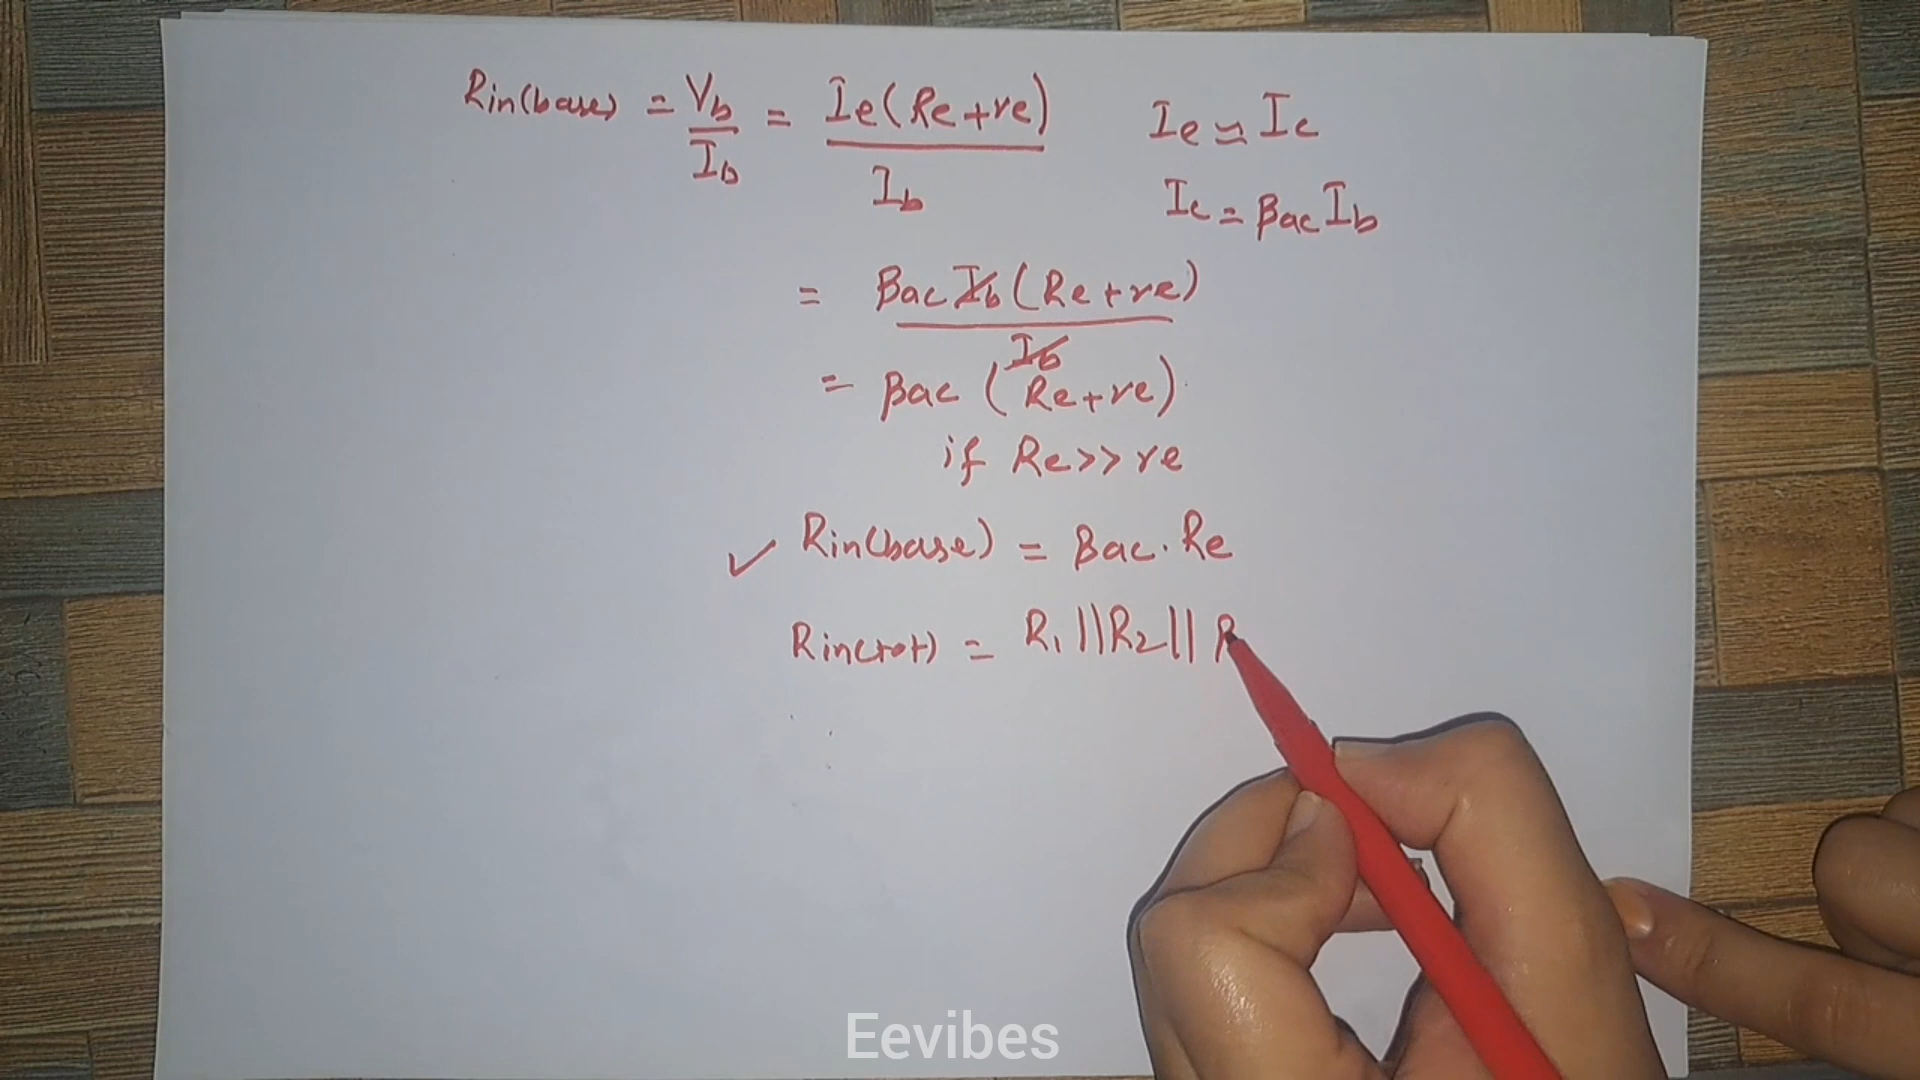 Rin(base) = Vb/Ib = Ie(Re+re)/Ib Ie ≃ Ic
Ic = βac Ib
= βac Ib (Re+re)/Ib
= βac (Re+re)
if Re>>re
✓ Rin(base) = βac . Re
Rin(tot) = R1 || R2 || R
Eevibes